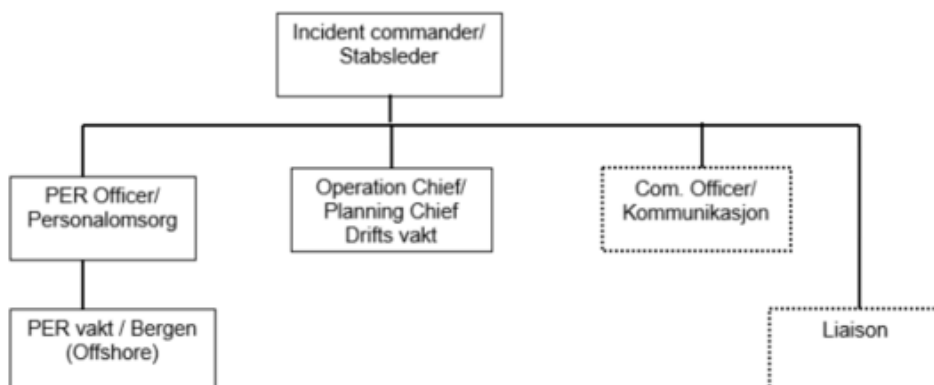 Incident commander/
Stabsleder
PER Officer/
Personalomsorg
Operation Chief/
Planning Chief
Drifts vakt
Com. Officer/
Kommunikasjon
PER vakt / Bergen
(Offshore)
Liaison